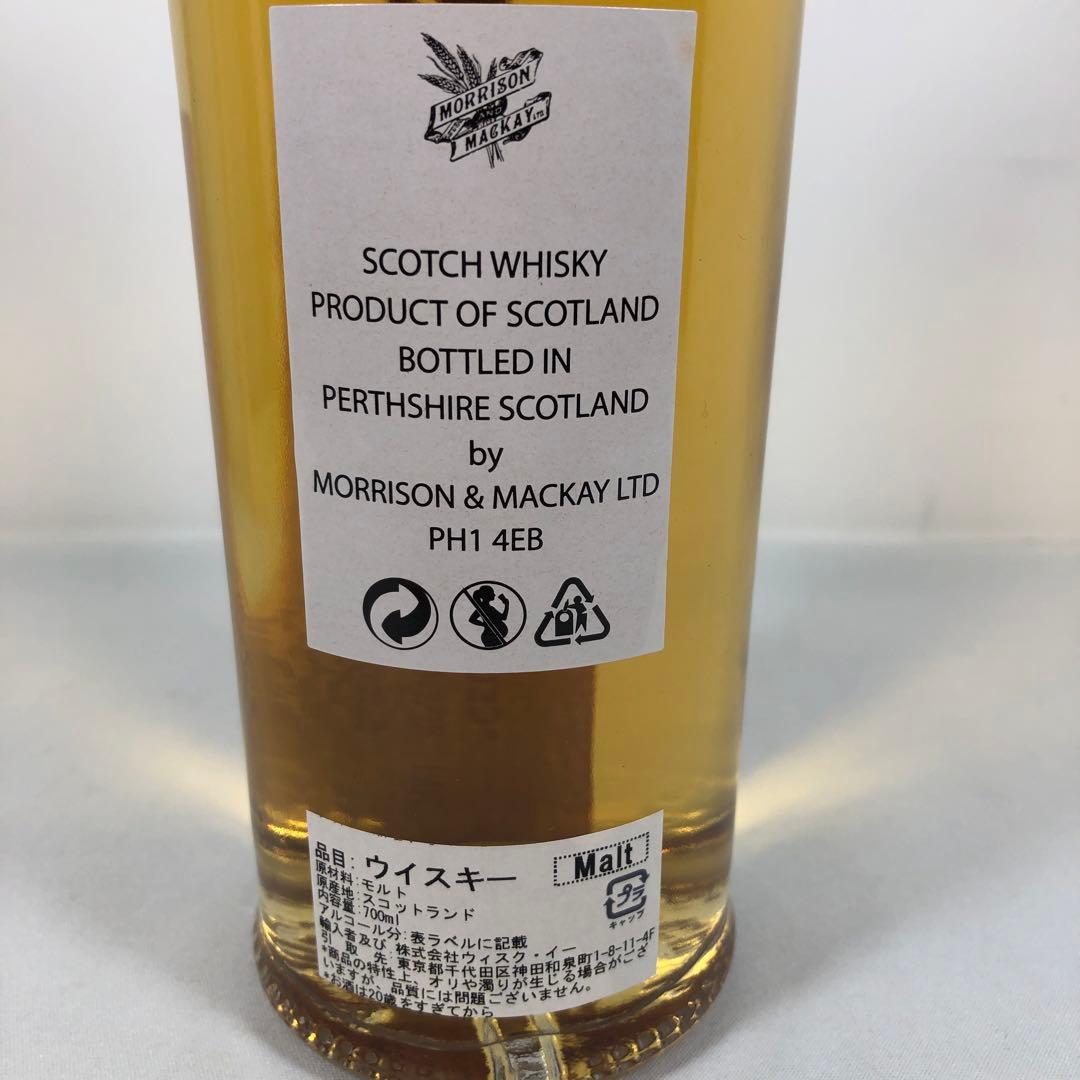 MORRISON
AND
MACKAY LTD
SCOTCH WHISKY
PRODUCT OF SCOTLAND
BOTTLED IN
PERTHSHIRE SCOTLAND
by
MORRISON & MACKAY LTD
PH1 4EB
品目: ウイスキー
Malt
原材料: モルト
原産地: スコットランド
内容量: 700ml
プラ
キャップ
アルコール分: 表ラベルに記載
輸入者及び: 株式会社ウィスク・イー
引 取 先: 東京都千代田区神田和泉町1-8-11-4F
*商品の特性上、オリや濁りが生じる場合がござ
いますが、品質には問題ございません。
*お酒は20歳をすぎてから